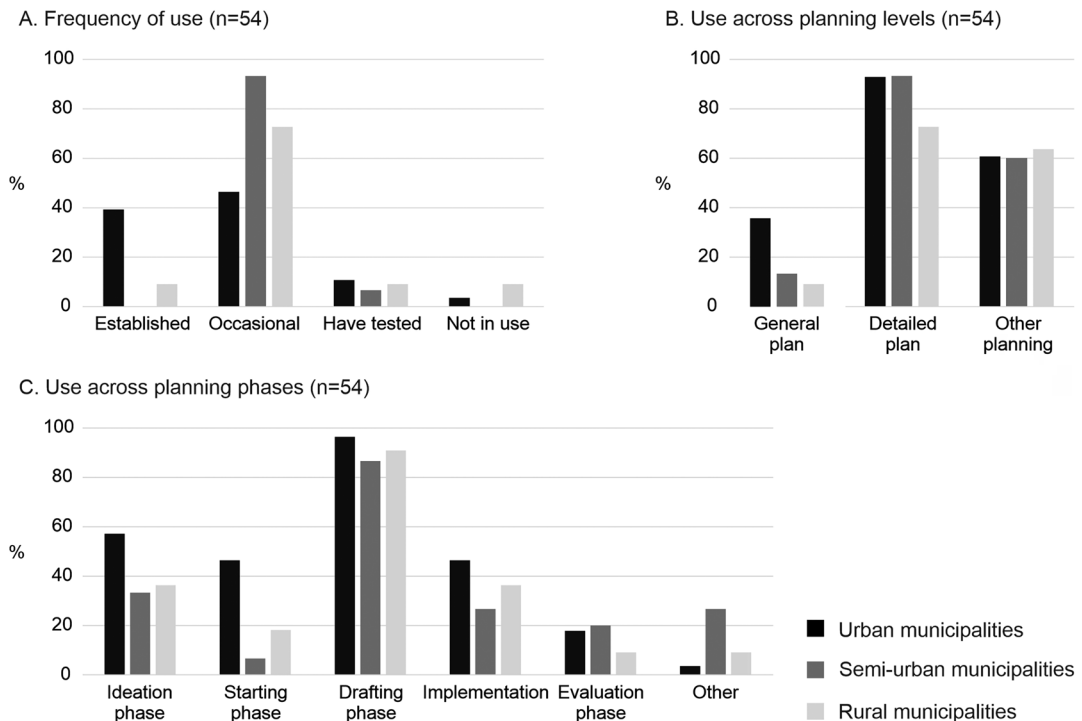 A. Frequency of use (n=54)
100
80
60
%
40
20
0
Established Occasional Have tested Not in use
B. Use across planning levels (n=54)
100
80
60
%
40
20
0
General plan
Detailed plan
Other planning
C. Use across planning phases (n=54)
100
80
60
%
40
20
0
Ideation phase
Starting phase
Drafting phase
Implementation
Evaluation phase
Other
Urban municipalities
Semi-urban municipalities
Rural municipalities